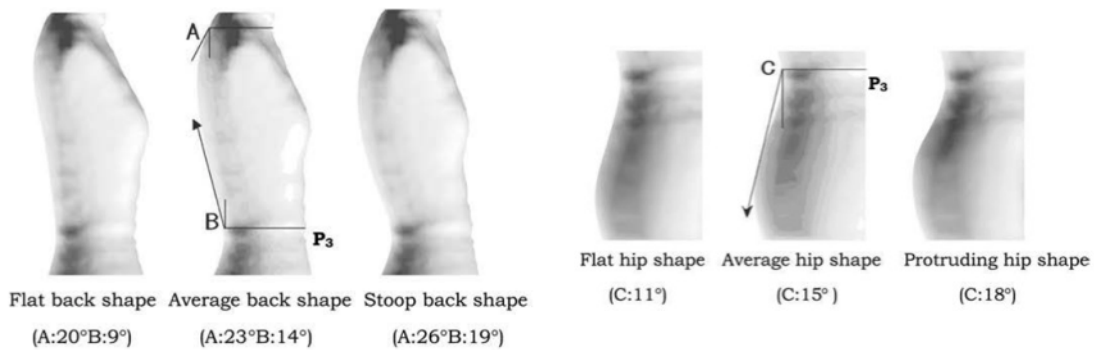 A
B
P₃
Flat back shape Average back shape Stoop back shape
(A:20°B:9°) (A:23°B:14°) (A:26°B:19°)
C
P₃
Flat hip shape Average hip shape Protruding hip shape
(C:11° (C:15° ) (C:18°)